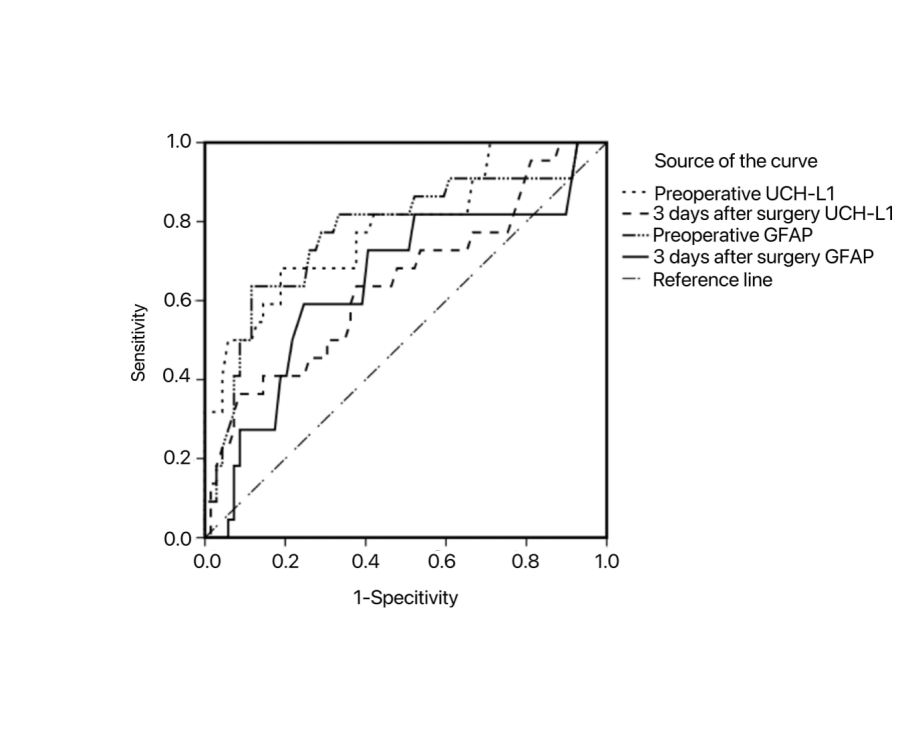 1.0
0.8
0.6
0.4
0.2
0.0
Sensitivity
0.0 0.2 0.4 0.6 0.8 1.0
1-Specitivity
Source of the curve
Preoperative UCH-L1
3 days after surgery UCH-L1
Preoperative GFAP
3 days after surgery GFAP
Reference line